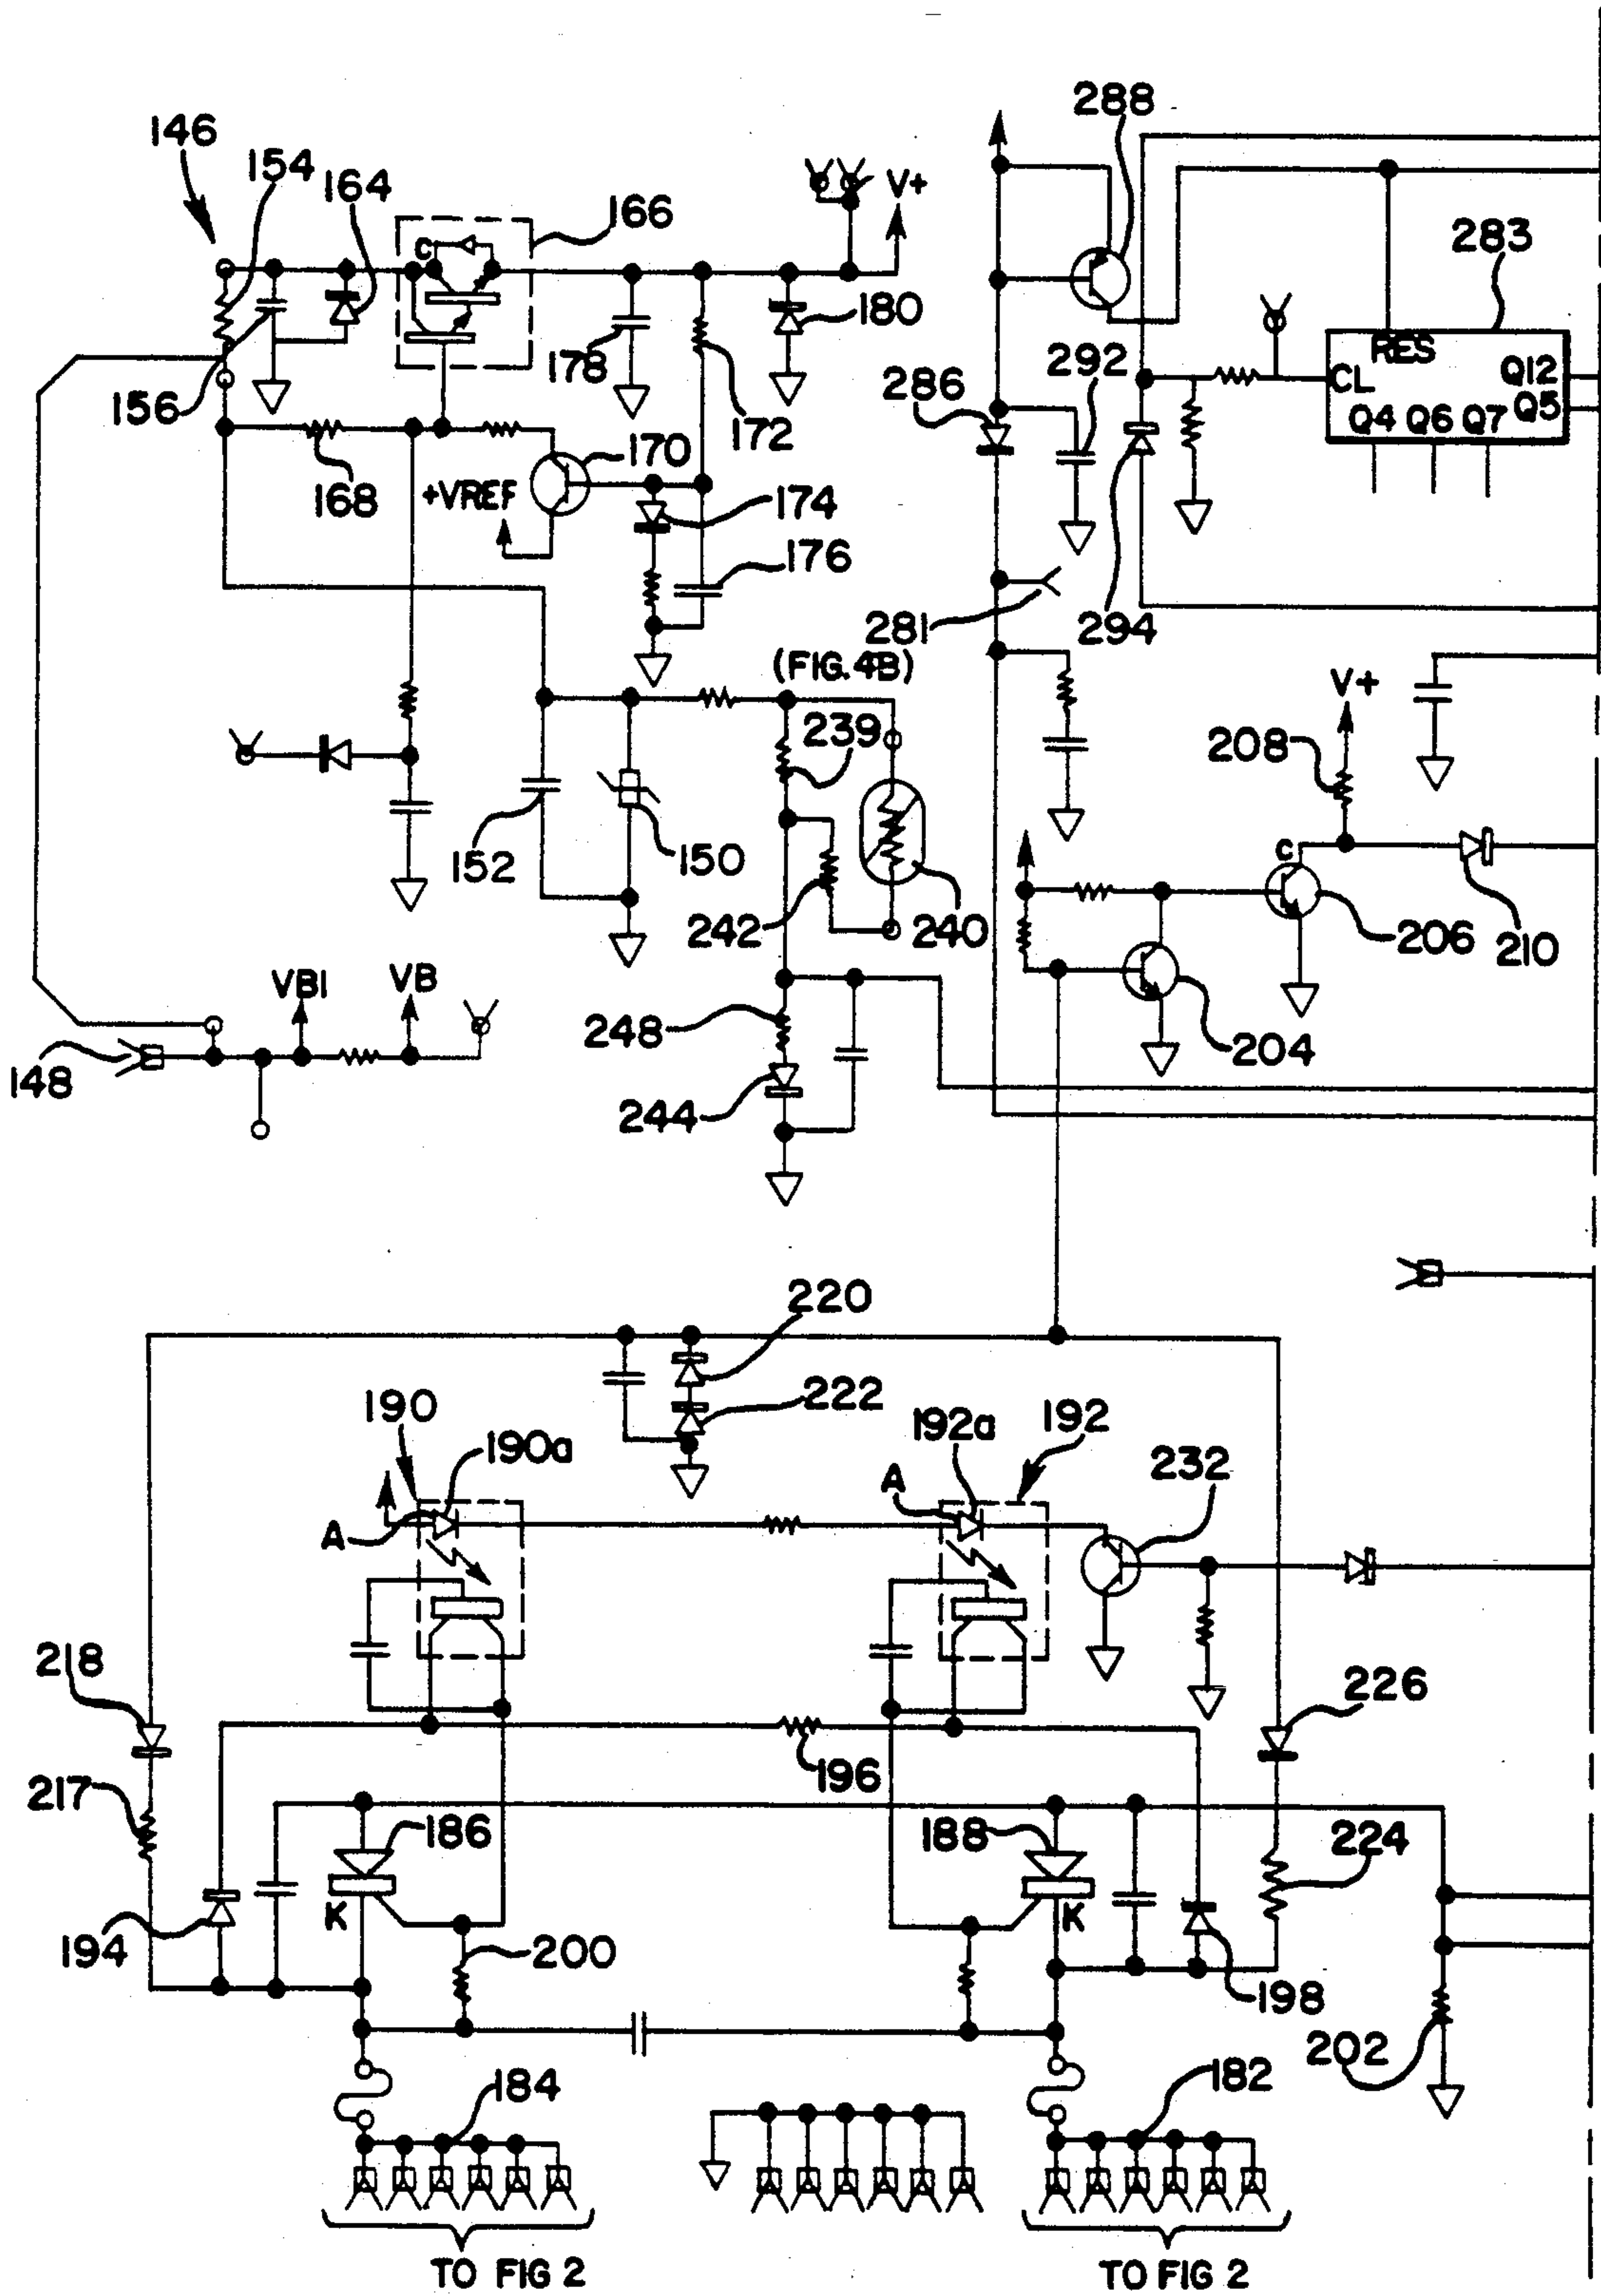 288
146
154
164
V+
166
283
C
180
RES
178
292
CL
Q12
286
Q5
156
Q4 Q6 Q7
172
170
168
+VREF
174
176
281
294
(FIG.4B)
V+
239
208
152
150
C
242
240
206
210
VB1
VB
248
204
148
244
220
190
222
192a
192
190a
232
A
A
218
226
196
217
186
188
224
K
K
194
200
198
202
184
182
TO FIG 2
TO FIG 2